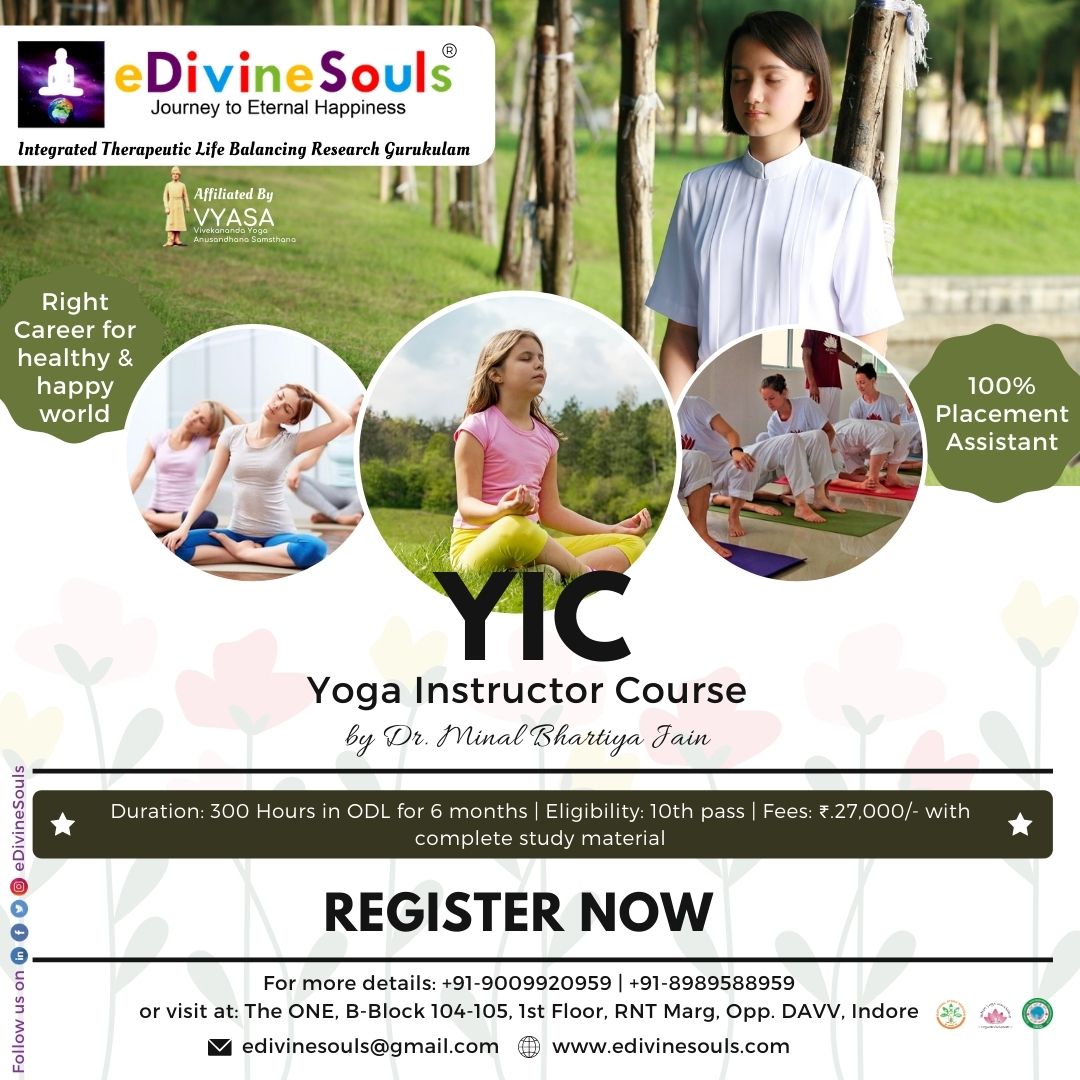 eDivineSouls®
Journey to Eternal Happiness
Integrated Therapeutic Life Balancing Research Gurukulam
Affiliated By
VYASA
Vivekananda Yoga
Anusandhana Samsthana
Right
Career for
healthy &
happy
world
100%
Placement
Assistant
YIC
Yoga Instructor Course
by Dr. Minal Bhartiya Jain
Duration: 300 Hours in ODL for 6 months | Eligibility: 10th pass | Fees: ₹.27,000/- with
complete study material
REGISTER NOW
Follow us on
eDivineSouls
For more details: +91-9009920959 | +91-8989588959
or visit at: The ONE, B-Block 104-105, 1st Floor, RNT Marg, Opp. DAVV, Indore
edivinesouls@gmail.com
www.edivinesouls.com